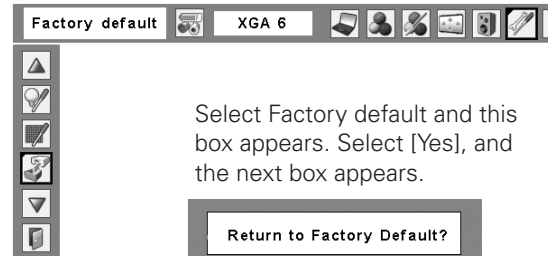 Factory default XGA 6
Select Factory default and this
box appears. Select [Yes], and
the next box appears.
Return to Factory Default?